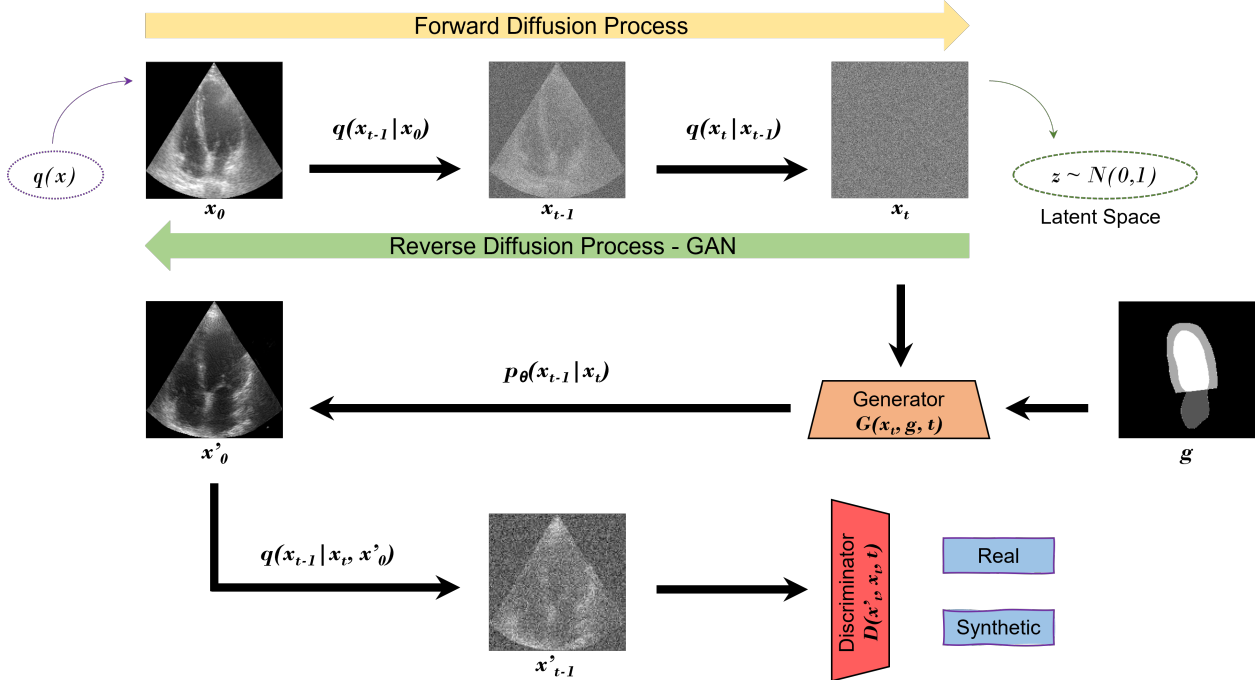 Forward Diffusion Process
q(x_{t-1}|x_0)
q(x_t|x_{t-1})
q(x)
z ~ N(0,1)
x_0
x_{t-1}
x_t
Latent Space
Reverse Diffusion Process - GAN
p_θ(x_{t-1}|x_t)
Generator
G(x_t, g, t)
x'_0
g
q(x_{t-1}|x_t, x'_0)
Discriminator
D(x'_t, x_t, t)
Real
Synthetic
x'_{t-1}